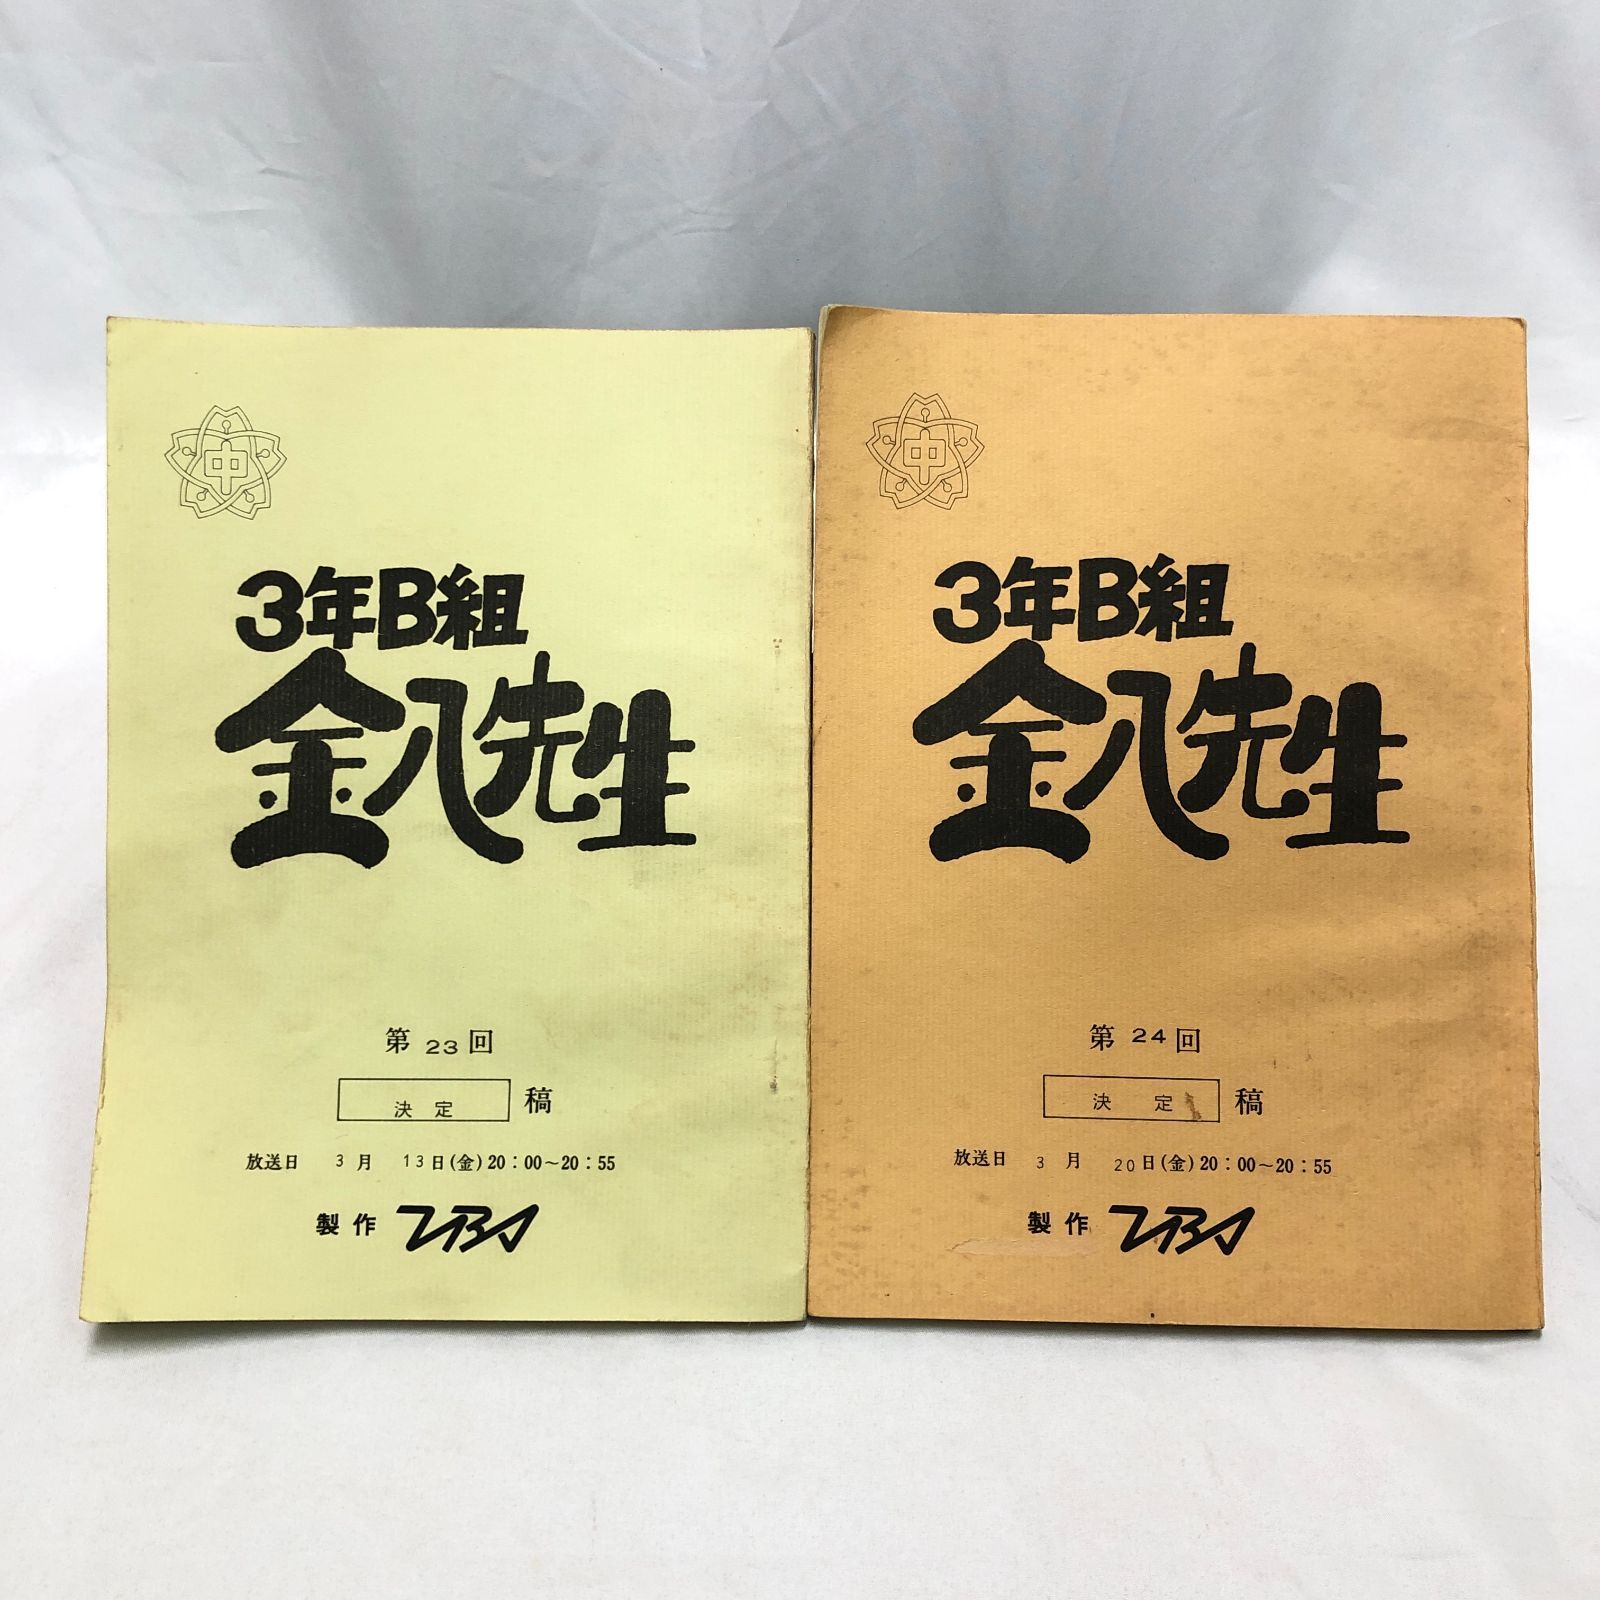 中
3年B組
金八先生
第 23 回
決定 稿
放送日 3月 13日(金)20:00～20:55
製作 TBS
中
3年B組
金八先生
第 24 回
決定 稿
放送日 3月 20日(金)20:00～20:55
製作 TBS